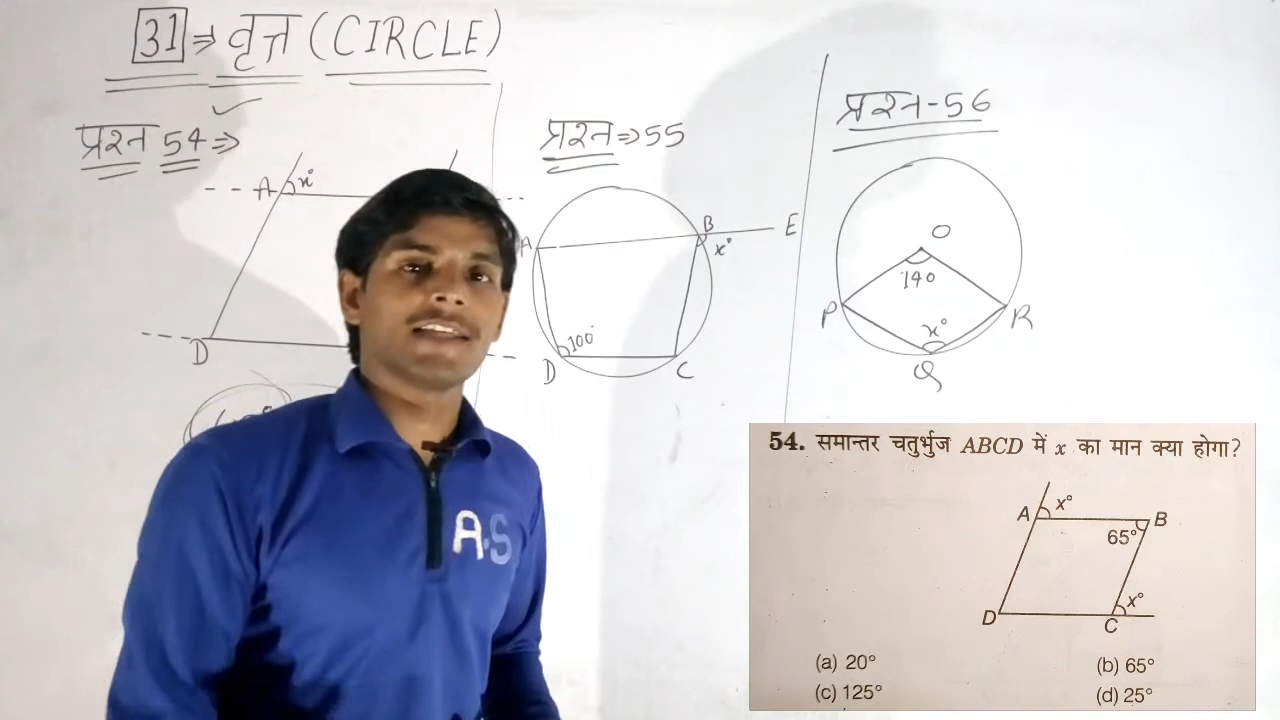 31 ⇒ वृत्त (CIRCLE)
प्रश्न 54 ⇒
A x°
D
प्रश्न ⇒ 55
A B E
x°
100°
D C
प्रश्न-56
O
140
P x° R
Q
A.S
54. समान्तर चतुर्भुज ABCD में x का मान क्या होगा?
A x° B
65°
x°
D C
(a) 20° (b) 65°
(c) 125° (d) 25°